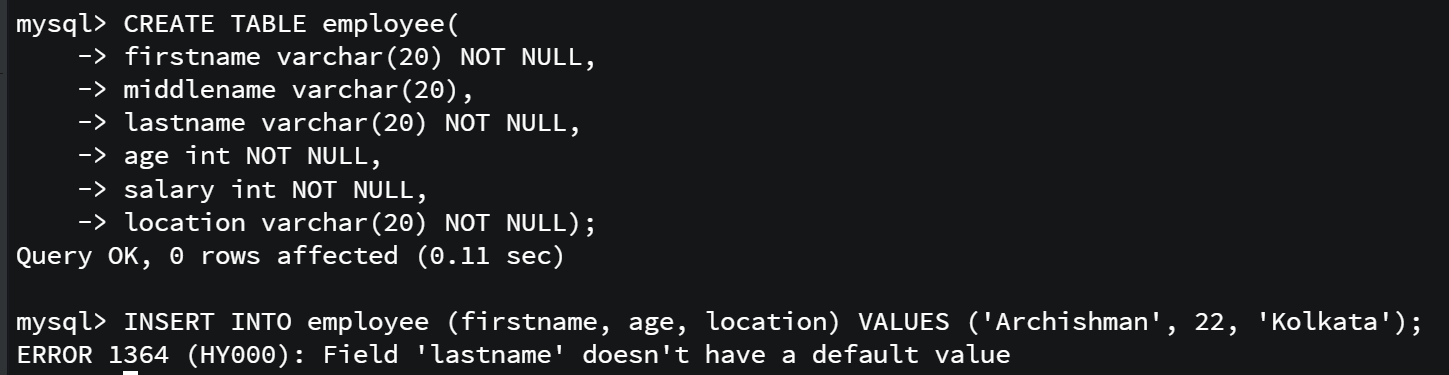 mysql> CREATE TABLE employee(
    -> firstname varchar(20) NOT NULL,
    -> middlename varchar(20),
    -> lastname varchar(20) NOT NULL,
    -> age int NOT NULL,
    -> salary int NOT NULL,
    -> location varchar(20) NOT NULL);
Query OK, 0 rows affected (0.11 sec)
mysql> INSERT INTO employee (firstname, age, location) VALUES ('Archishman', 22, 'Kolkata');
ERROR 1364 (HY000): Field 'lastname' doesn't have a default value